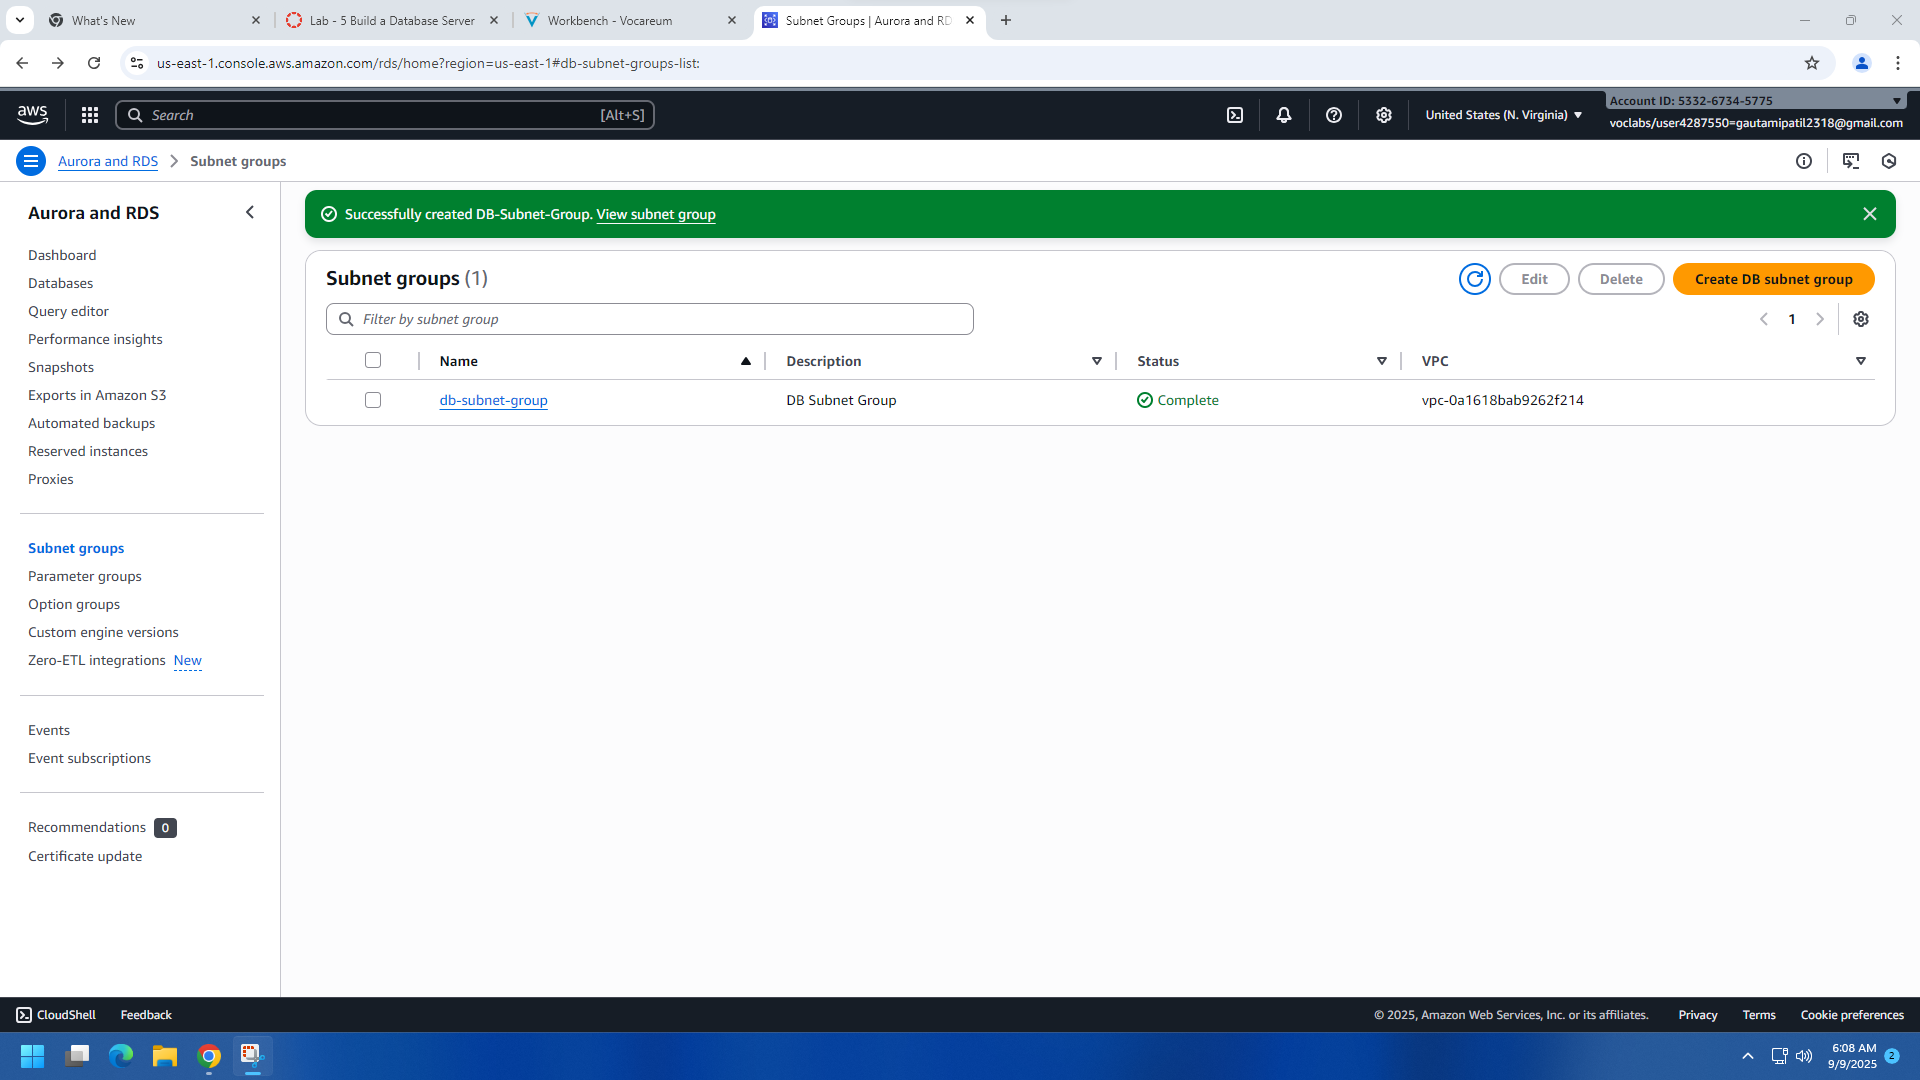 What's New
Lab - 5 Build a Database Server
Workbench - Vocareum
Subnet Groups | Aurora and RD
us-east-1.console.aws.amazon.com/rds/home?region=us-east-1#db-subnet-groups-list:
aws
Search
[Alt+S]
United States (N. Virginia)
Account ID: 5332-6734-5775
voclabs/user4287550=gautamipatil2318@gmail.com
Aurora and RDS
Subnet groups
Aurora and RDS
Dashboard
Databases
Query editor
Performance insights
Snapshots
Exports in Amazon S3
Automated backups
Reserved instances
Proxies
Subnet groups
Parameter groups
Option groups
Custom engine versions
Zero-ETL integrations New
Events
Event subscriptions
Recommendations 0
Certificate update
Successfully created DB-Subnet-Group. View subnet group
Subnet groups (1)
Edit
Delete
Create DB subnet group
Filter by subnet group
1
Name
Description
Status
VPC
db-subnet-group
DB Subnet Group
Complete
vpc-0a1618bab9262f214
CloudShell
Feedback
© 2025, Amazon Web Services, Inc. or its affiliates.
Privacy
Terms
Cookie preferences
6:08 AM
9/9/2025
2